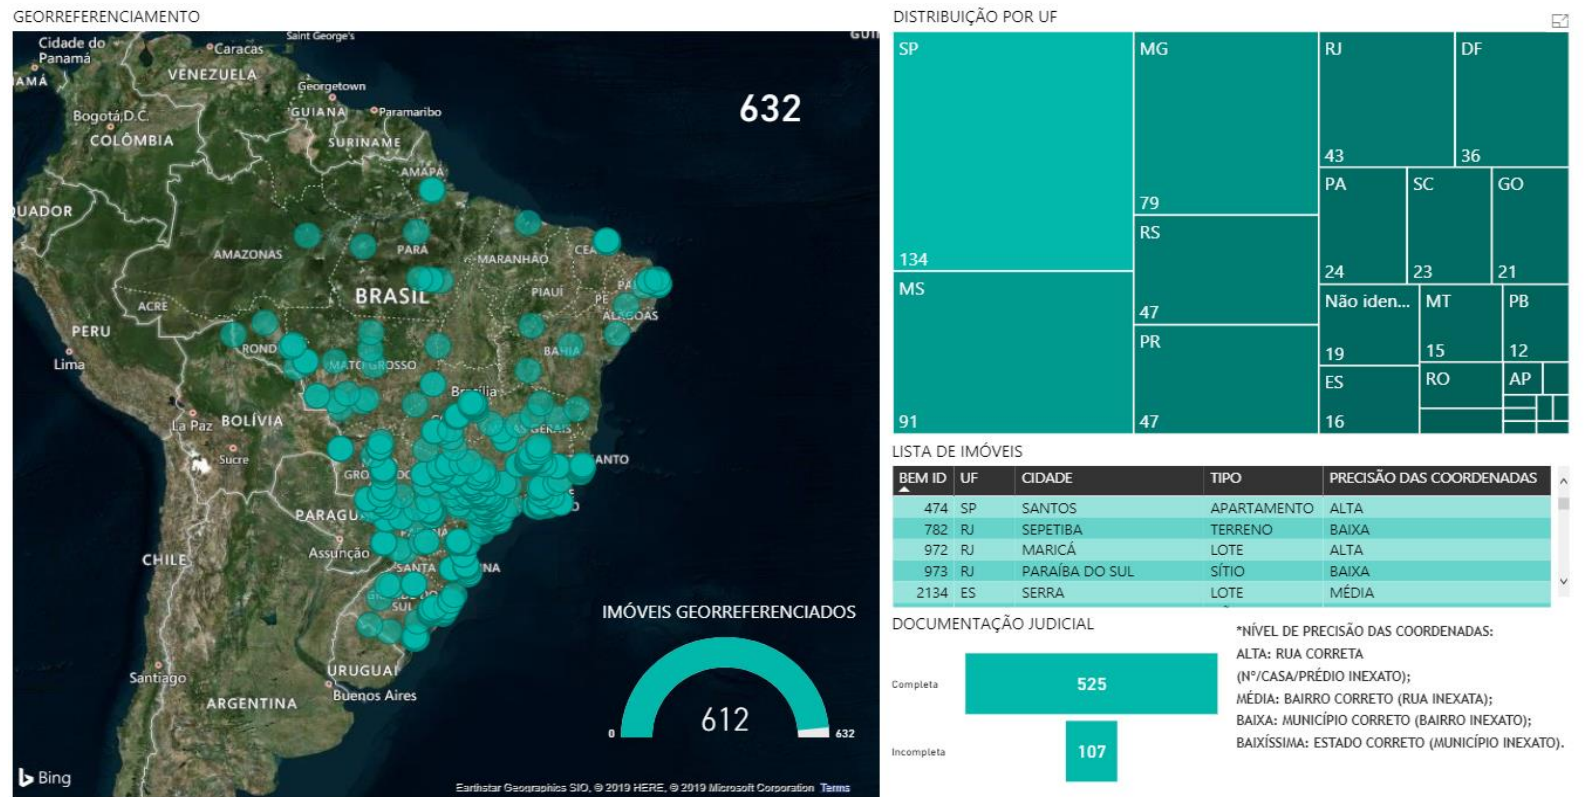 GEORREFERENCIAMENTO
Cidade do
Panamá
Caracas
Saint George's
VENEZUELA
Georgetown
GUIANA
Paramaribo
Bogotá, D.C.
COLÔMBIA
SURINAME
632
AMAPÁ
AMAZONAS
PARÁ
MARANHÃO
BRASIL
PIAUÍ
ACRE
PERU
ROND
ALAGOAS
Lima
BAHIA
Brasília
BOLÍVIA
La Paz
Sucre
PARAGU
Assunção
CHILE
SANTA
SUL
IMÓVEIS GEORREFERENCIADOS
URUGUAI
Santiago
Buenos Aires
ARGENTINA
612
0
632
Bing
Earthstar Geographics SIO, © 2019 HERE, © 2019 Microsoft Corporation Terms
DISTRIBUIÇÃO POR UF
SP
134
MS
91
MG
79
RS
47
PR
47
RJ
43
DF
36
PA
24
SC
23
GO
21
Não iden...
19
MT
15
PB
12
ES
16
RO
AP
LISTA DE IMÓVEIS
BEM ID UF CIDADE TIPO PRECISÃO DAS COORDENADAS
474 SP SANTOS APARTAMENTO ALTA
782 RJ SEPETIBA TERRENO BAIXA
972 RJ MARICÁ LOTE ALTA
973 RJ PARAÍBA DO SUL SÍTIO BAIXA
2134 ES SERRA LOTE MÉDIA
DOCUMENTAÇÃO JUDICIAL
Completa 525
Incompleta 107
*NÍVEL DE PRECISÃO DAS COORDENADAS:
ALTA: RUA CORRETA
(Nº/CASA/PRÉDIO INEXATO);
MÉDIA: BAIRRO CORRETO (RUA INEXATA);
BAIXA: MUNICÍPIO CORRETO (BAIRRO INEXATO);
BAIXÍSSIMA: ESTADO CORRETO (MUNICÍPIO INEXATO).